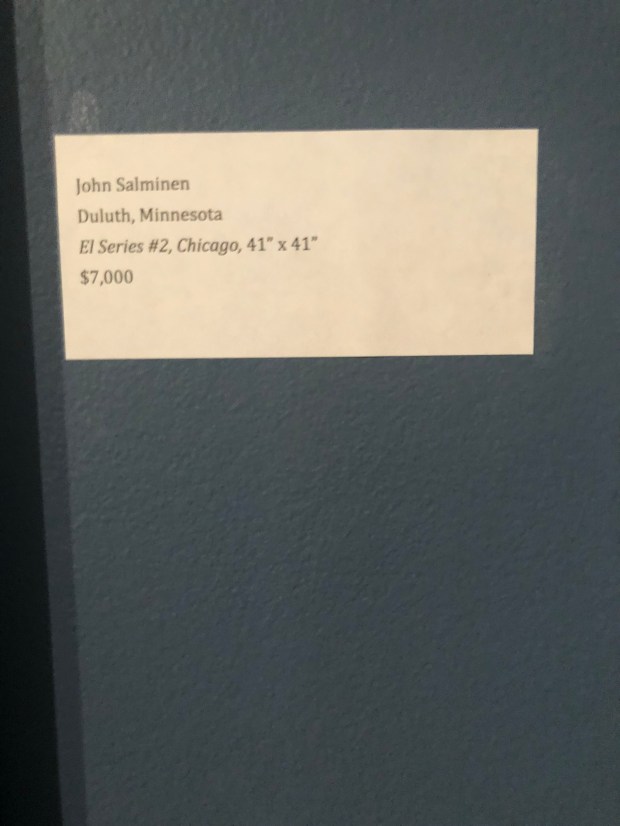 John Salminen
Duluth, Minnesota
El Series #2, Chicago, 41" x 41"
$7,000